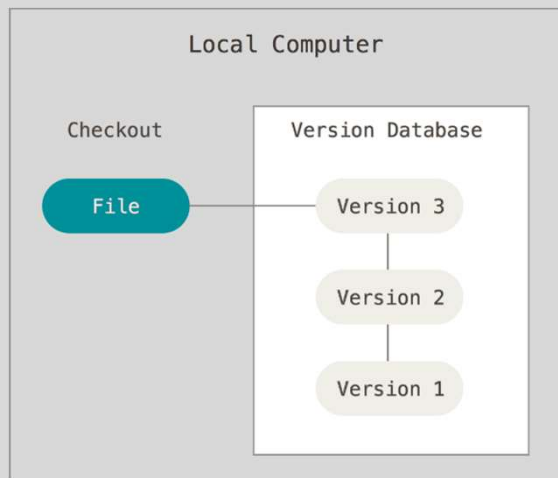 Local Computer
Checkout
Version Database
File
Version 3
Version 2
Version 1